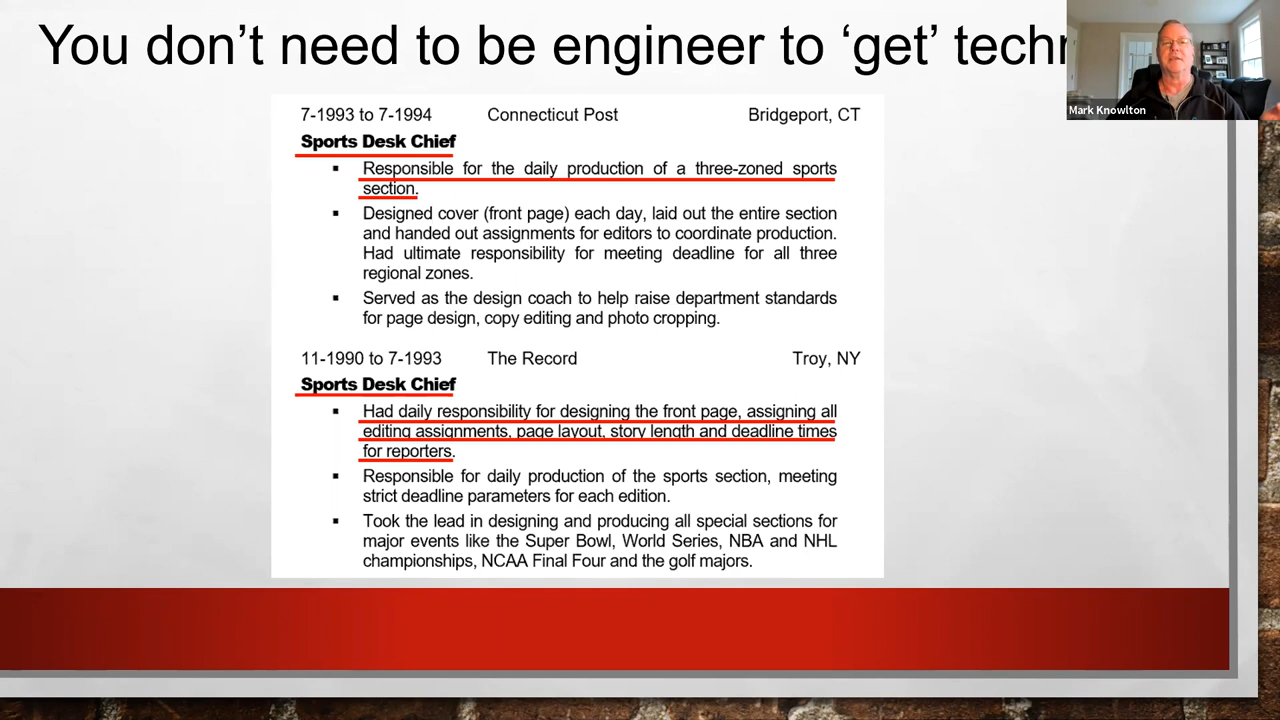 You don’t need to be engineer to ‘get’
Mark Knowlton
7-1993 to 7-1994 Connecticut Post Bridgeport, CT
Sports Desk Chief
▪ Responsible for the daily production of a three-zoned sports
section.
▪ Designed cover (front page) each day, laid out the entire section
and handed out assignments for editors to coordinate production.
Had ultimate responsibility for meeting deadline for all three
regional zones.
▪ Served as the design coach to help raise department standards
for page design, copy editing and photo cropping.
11-1990 to 7-1993 The Record Troy, NY
Sports Desk Chief
▪ Had daily responsibility for designing the front page, assigning all
editing assignments, page layout, story length and deadline times
for reporters.
▪ Responsible for daily production of the sports section, meeting
strict deadline parameters for each edition.
▪ Took the lead in designing and producing all special sections for
major events like the Super Bowl, World Series, NBA and NHL
championships, NCAA Final Four and the golf majors.